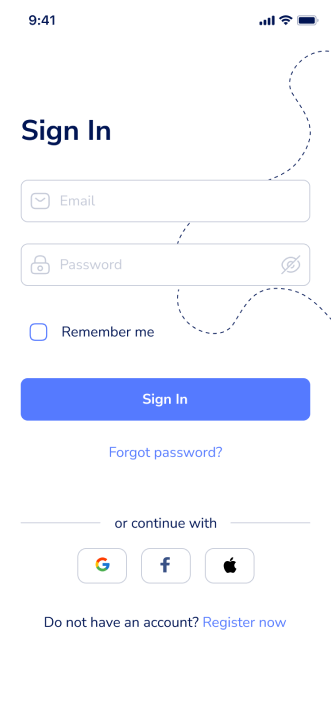 9:41
Sign In
Email
Password
Remember me
Sign In
Forgot password?
or continue with
Do not have an account? Register now